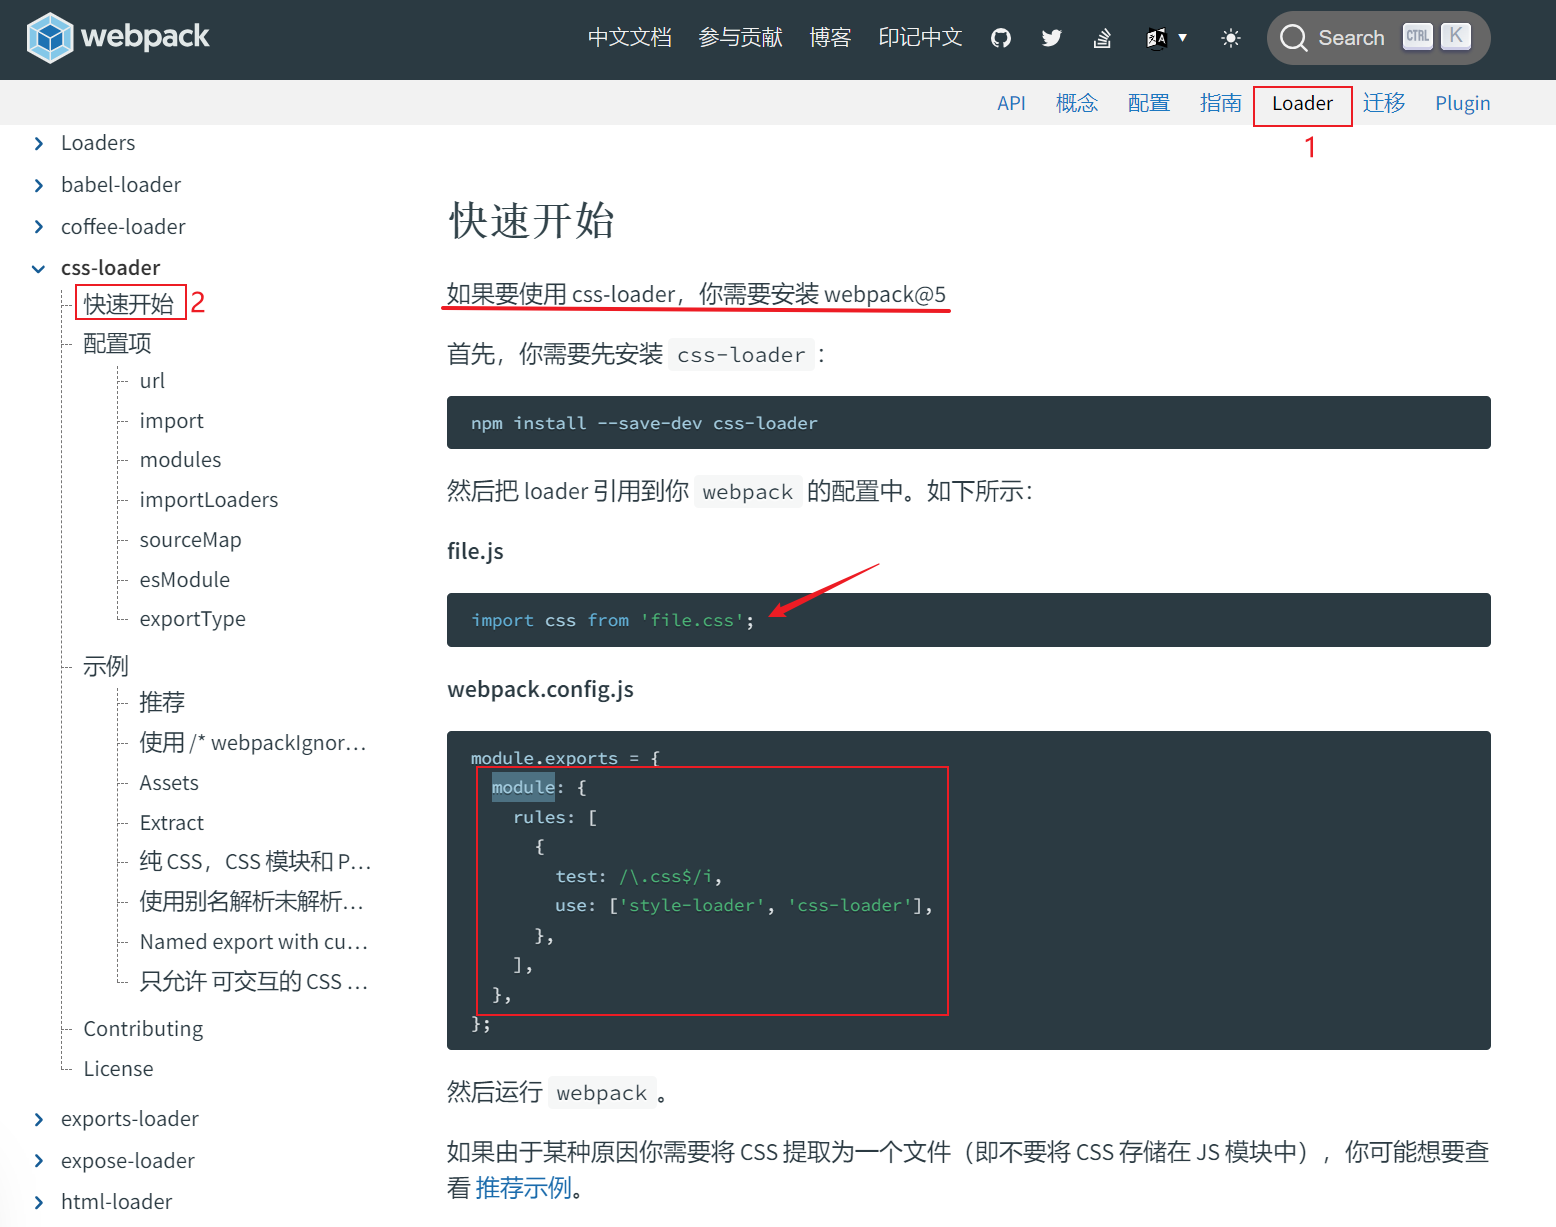 webpack
中文文档 参与贡献 博客 印记中文 Search CTRL K
API 概念 配置 指南 Loader 迁移 Plugin
1
Loaders
babel-loader
coffee-loader
css-loader
快速开始 2
配置项
url
import
modules
importLoaders
sourceMap
esModule
exportType
示例
推荐
使用 /* webpackIgnor...
Assets
Extract
纯 CSS，CSS 模块和 P...
使用别名解析未解析...
Named export with cu...
只允许 可交互的 CSS ...
Contributing
License
exports-loader
expose-loader
html-loader
快速开始
如果要使用 css-loader，你需要安装 webpack@5
首先，你需要先安装 css-loader：
npm install --save-dev css-loader
然后把 loader 引用到你 webpack 的配置中。如下所示：
file.js
import css from 'file.css';
webpack.config.js
module.exports = {
module: {
rules: [
{
test: /\.css$/i,
use: ['style-loader', 'css-loader'],
},
],
},
};
然后运行 webpack。
如果由于某种原因你需要将 CSS 提取为一个文件（即不要将 CSS 存储在 JS 模块中），你可能想要查
看 推荐示例。